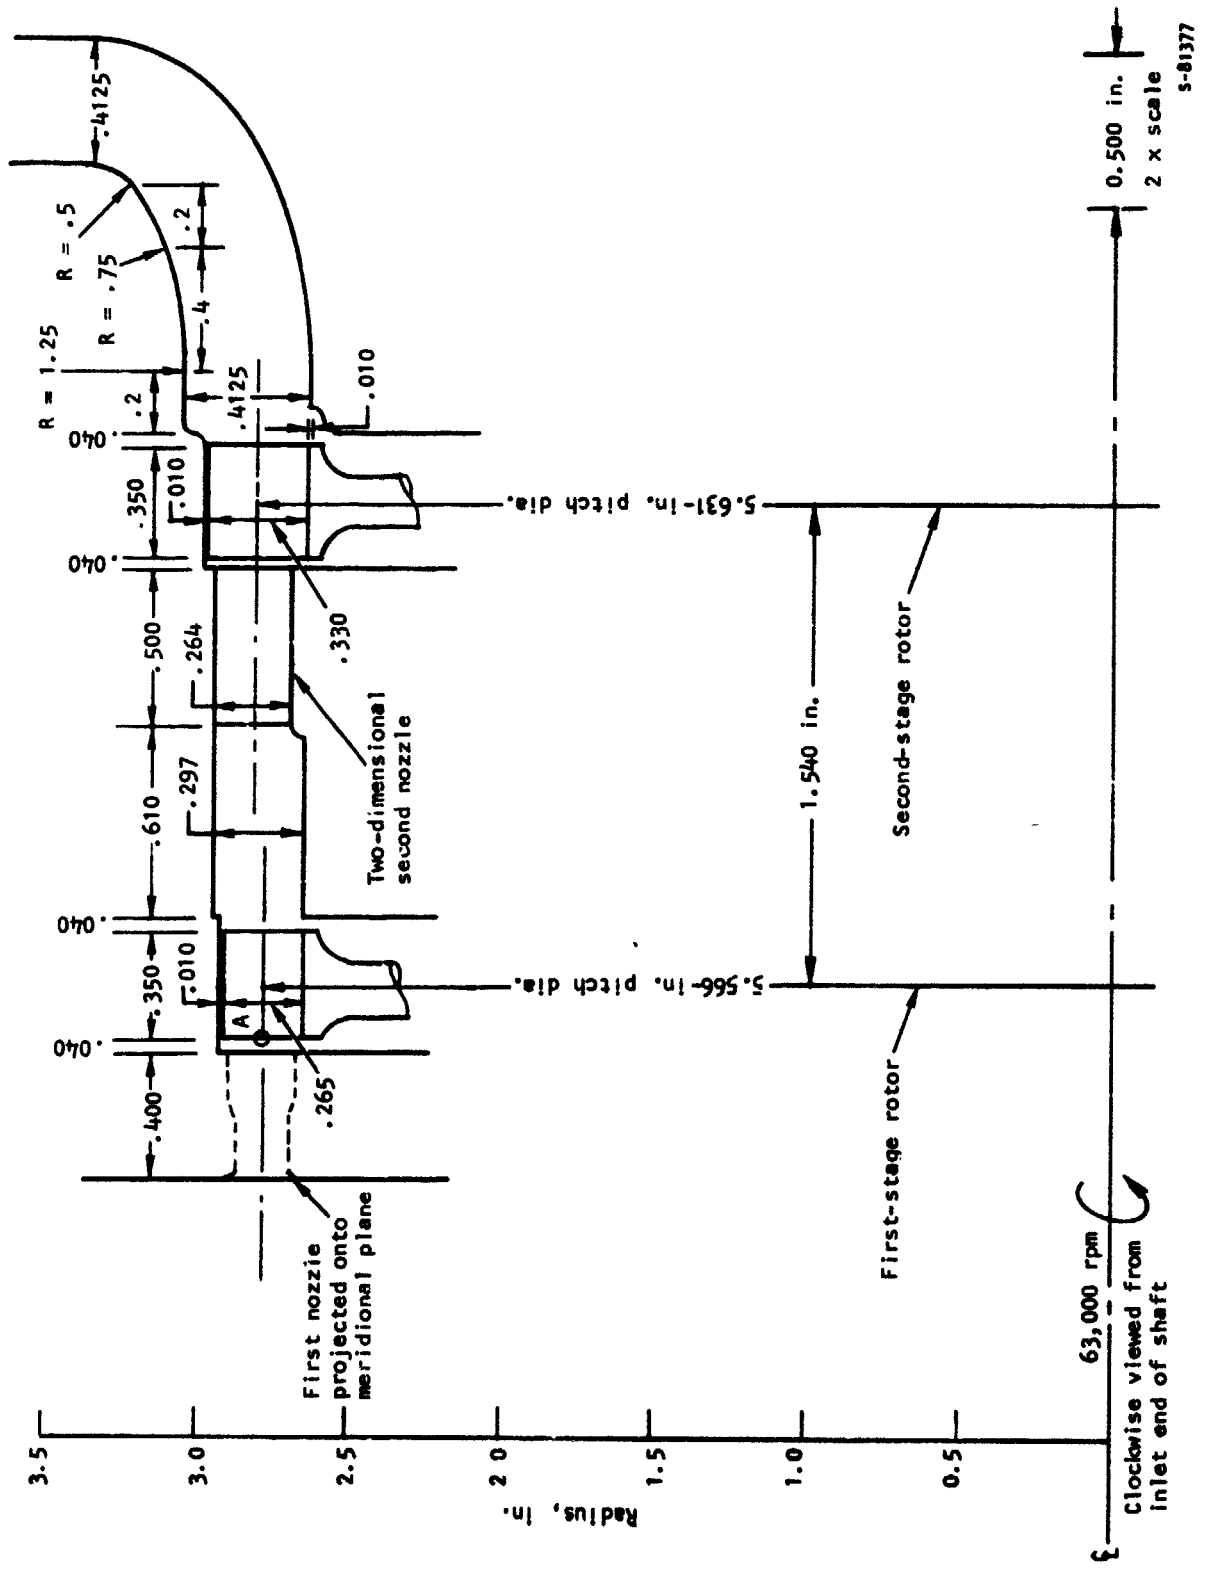 R = 1.25
R = .75
R = .5
.040
.350
.010
.040
.2
.4
.2
.4125
.4125
.010
.040
.500
.264
.330
.610
.297
.040
.350
.010
.040
.400
A
.265
Two-dimensional
second nozzle
First nozzle
projected onto
meridional plane
5.631-in. pitch dia.
5.566-in. pitch dia.
1.540 in.
Second-stage rotor
First-stage rotor
3.5
3.0
2.5
2.0
1.5
1.0
0.5
Radius, in.
63,000 rpm
Clockwise viewed from
inlet end of shaft
0.500 in.
2 x scale
S-81377